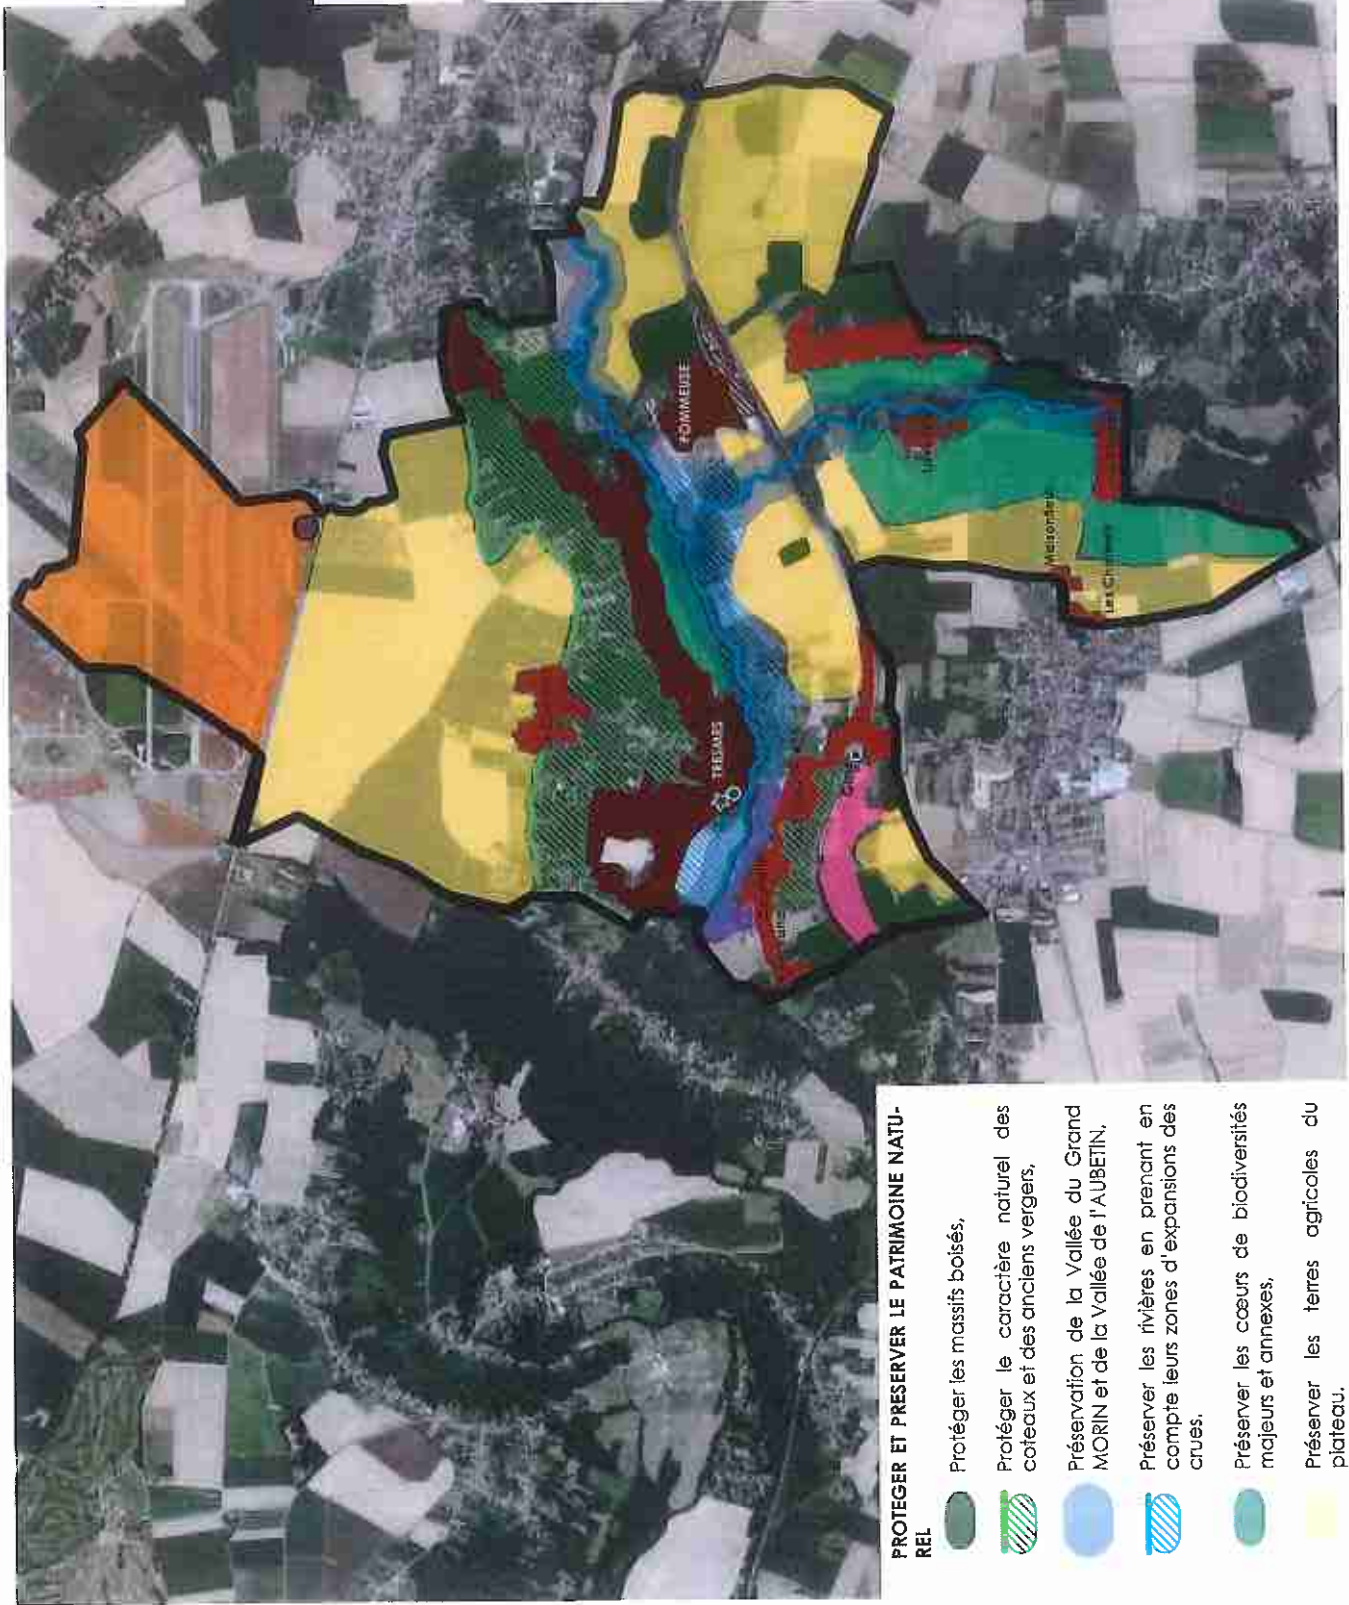 POMMEUSE
TRESMES
Maisonfleur
PROTEGER ET PRESERVER LE PATRIMOINE NATU-
REL
Protéger les massifs boisés,
Protéger le caractère naturel des
coteaux et des anciens vergers,
Préservation de la Vallée du Grand
MORIN et de la Vallée de l'AUBETIN,
Préserver les rivières en prenant en
compte leurs zones d'expansions des
crues,
Préserver les cœurs de biodiversités
majeurs et annexes,
Préserver les terres agricoles du
plateau.